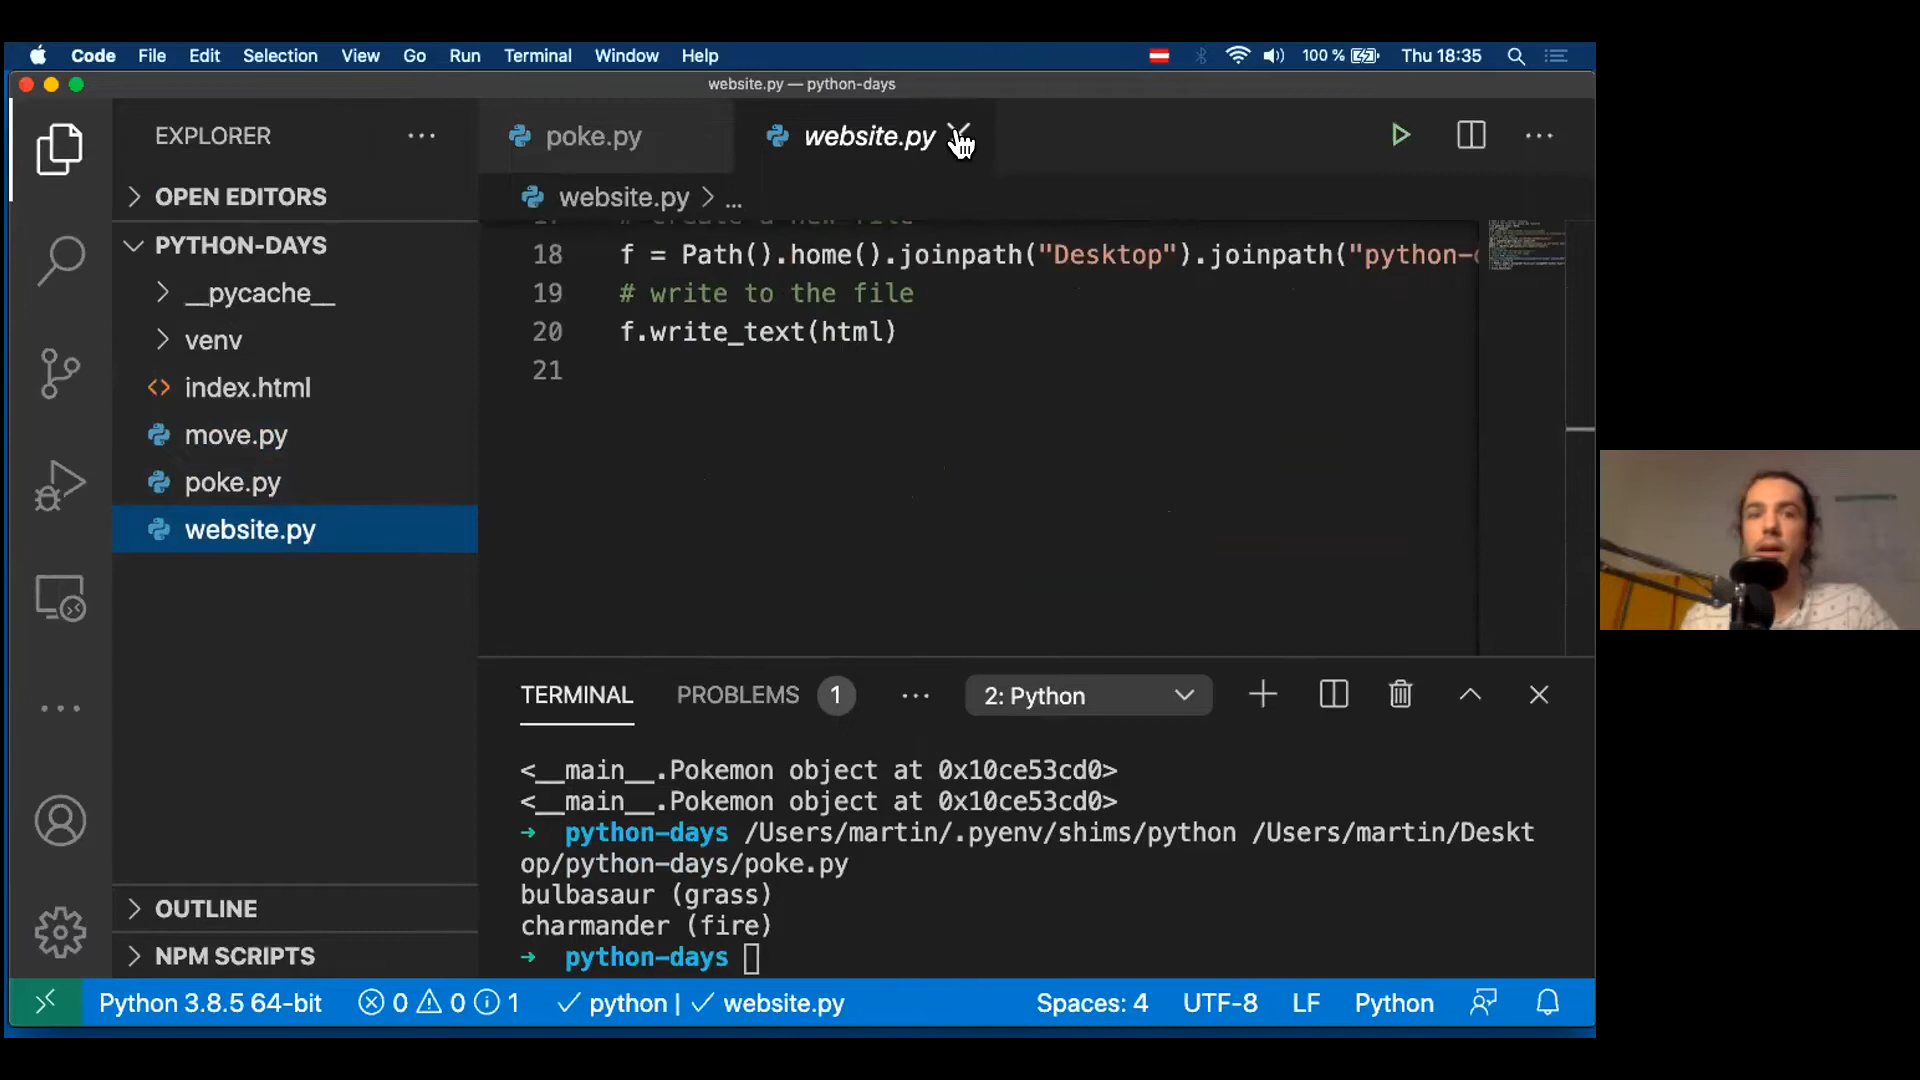 Code File Edit Selection View Go Run Terminal Window Help 100 % Thu 18:35
website.py — python-days
EXPLORER
OPEN EDITORS
PYTHON-DAYS
__pycache__
venv
index.html
move.py
poke.py
website.py
OUTLINE
NPM SCRIPTS
poke.py website.py
website.py > ...
17 # create a new file
18 f = Path().home().joinpath("Desktop").joinpath("python-
19 # write to the file
20 f.write_text(html)
21
TERMINAL PROBLEMS 1 ... 2: Python
<__main__.Pokemon object at 0x10ce53cd0>
<__main__.Pokemon object at 0x10ce53cd0>
→ python-days /Users/martin/.pyenv/shims/python /Users/martin/Deskt
op/python-days/poke.py
bulbasaur (grass)
charmander (fire)
→ python-days
Python 3.8.5 64-bit 0 0 1 ✓ python | ✓ website.py Spaces: 4 UTF-8 LF Python